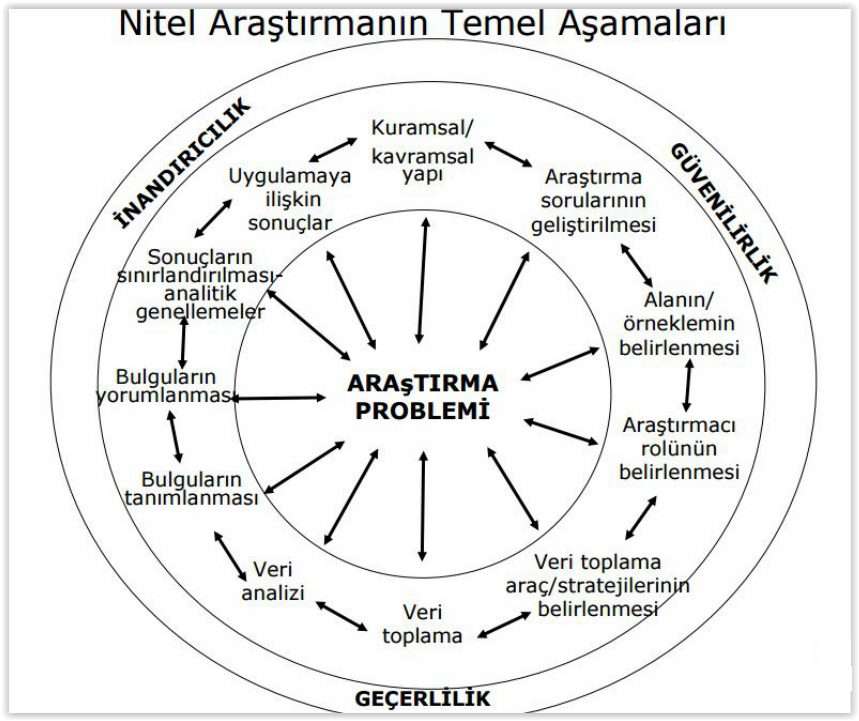 Nitel Araştırmanın Temel Aşamaları
İNANDIRICILIK
GÜVENİLİRLİK
Kuramsal/
kavramsal
yapı
Araştırma
sorularının
geliştirilmesi
Alanın/
örneklemin
belirlenmesi
Araştırmacı
rolünün
belirlenmesi
Veri toplama
araç/stratejilerinin
belirlenmesi
Veri
toplama
Veri
analizi
Bulguların
tanımlanması
Bulguların
yorumlanması
Sonuçların
sınırlandırılması-
analitik
genellemeler
Uygulamaya
ilişkin
sonuçlar
ARAşTIRMA
PROBLEMİ
GEÇERLİLİK